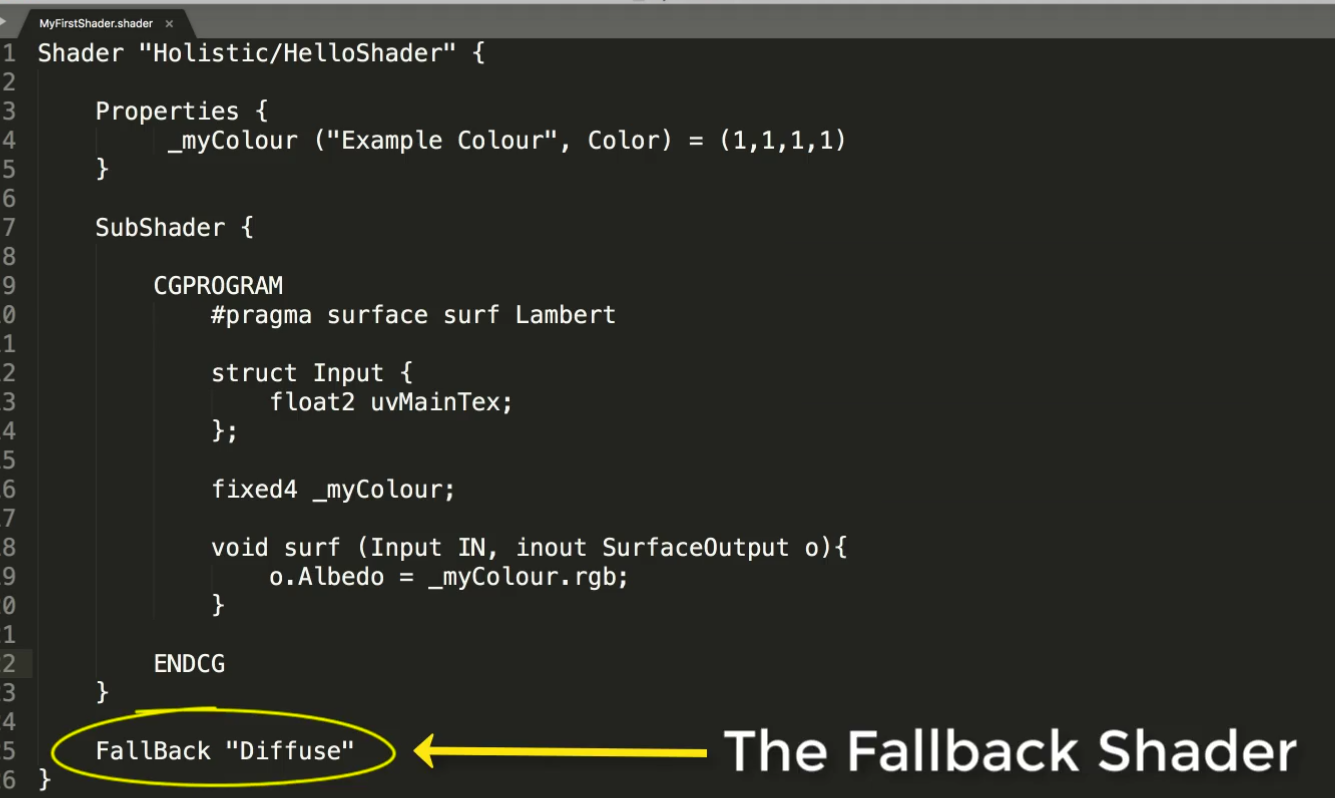 MyFirstShader.shader ×
1 Shader "Holistic/HelloShader" {
2
3 Properties {
4 _myColour ("Example Colour", Color) = (1,1,1,1)
5 }
6
7 SubShader {
8
9 CGPROGRAM
0 #pragma surface surf Lambert
1
2 struct Input {
3 float2 uvMainTex;
4 };
5
6 fixed4 _myColour;
7
8 void surf (Input IN, inout SurfaceOutput o){
9 o.Albedo = _myColour.rgb;
0 }
1
2 ENDCG
3 }
4
5 FallBack "Diffuse" The Fallback Shader
6 }